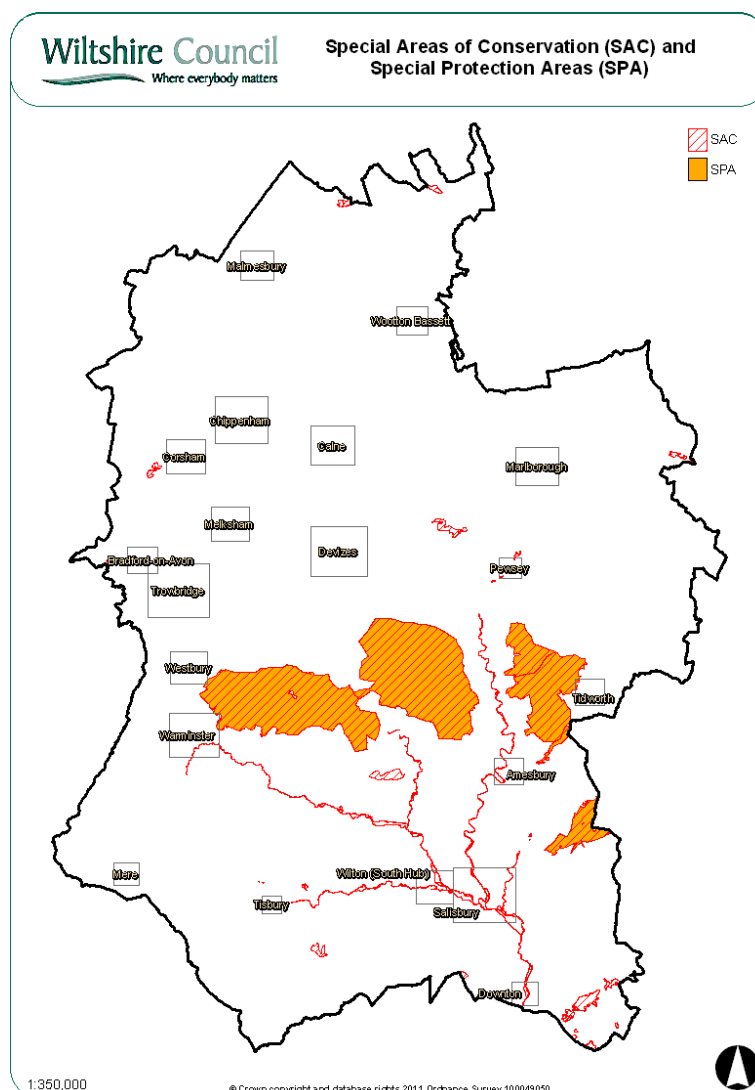 Wiltshire Council
Where everybody matters
Special Areas of Conservation (SAC) and
Special Protection Areas (SPA)
SAC
SPA
Malmesbury
Wootton Bassett
Chippenham
Calne
Corsham
Marlborough
Melksham
Devizes
Bradford-on-Avon
Pewsey
Trowbridge
Westbury
Tidworth
Warminster
Amesbury
Mere
Wilton (South Hub)
Tisbury
Salisbury
Downton
1:350,000
© Crown copyright and database rights 2011 Ordnance Survey 100049050